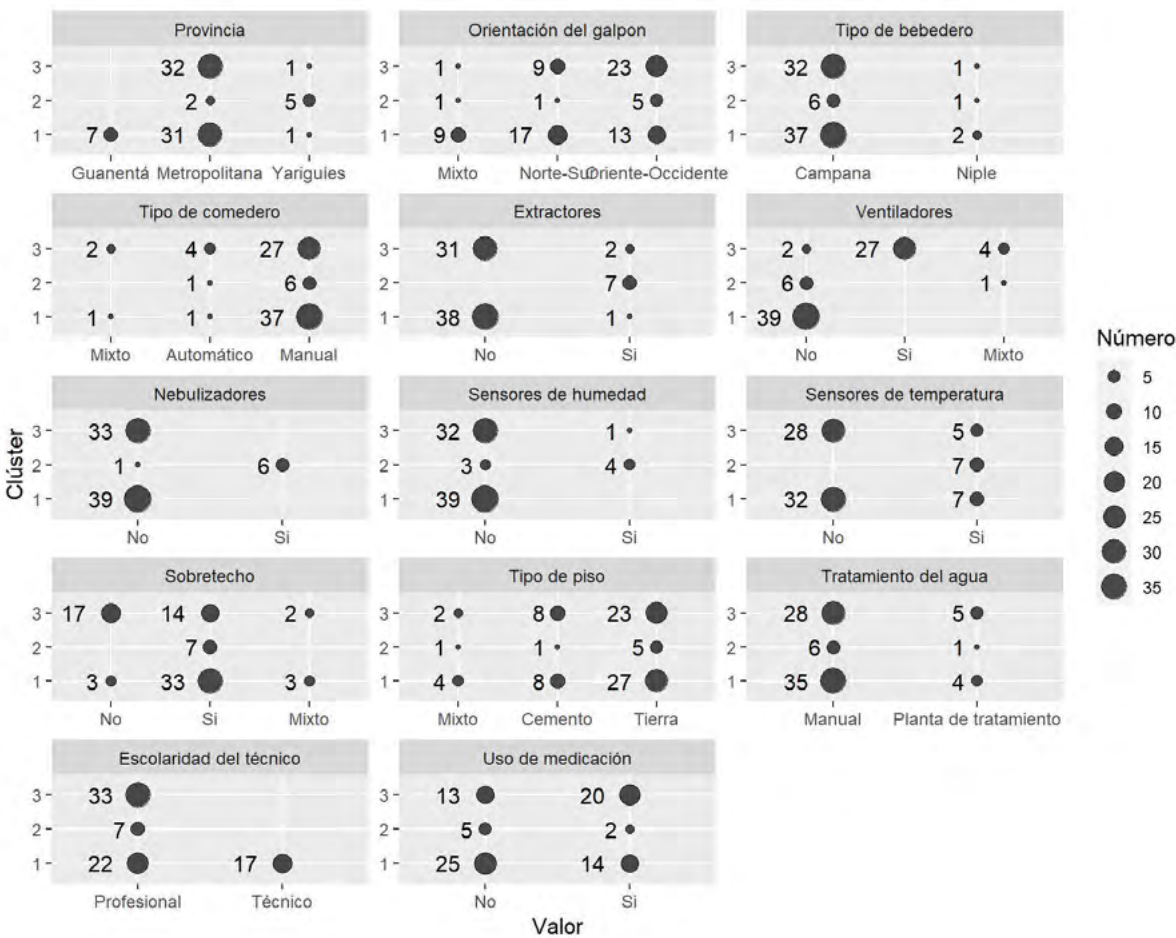 Provincia Orientación del galpon Tipo de bebedero
3 32 1 3 1 9 23 3 32 1
2 2 5 2 1 1 5 2 6 1
1 7 31 1 1 9 17 13 1 37 2
Guanentá Metropolitana Yariguies Mixto Norte-Sur Oriente-Occidente Campana Niple
Tipo de comedero Extractores Ventiladores
3 2 4 27 3 31 2 3 2 27 4
2 1 6 2 7 2 6 1
1 1 1 37 1 38 1 1 39
Mixto Automático Manual No Si No Si Mixto
Nebulizadores Sensores de humedad Sensores de temperatura
3 33 3 32 1 3 28 5
2 1 6 2 3 4 2 7
1 39 1 39 1 32 7
No Si No Si No Si
Sobretecho Tipo de piso Tratamiento del agua
3 17 14 2 3 2 8 23 3 28 5
2 7 2 1 1 5 2 6 1
1 3 33 3 1 4 8 27 1 35 4
No Si Mixto Mixto Cemento Tierra Manual Planta de tratamiento
Escolaridad del técnico Uso de medicación
3 33 3 13 20
2 7 2 5 2
1 22 17 1 25 14
Profesional Técnico No Si
Valor
Clúster
Número
5
10
15
20
25
30
35